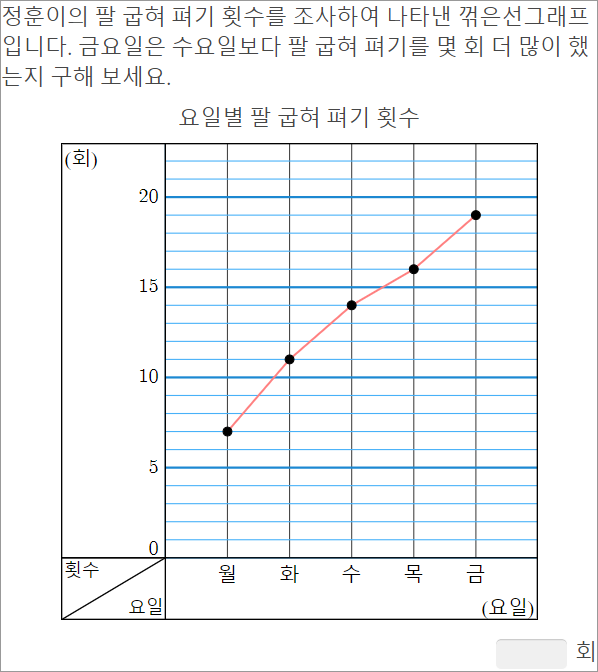 정훈이의 팔 굽혀 펴기 횟수를 조사하여 나타낸 꺾은선그래프
입니다. 금요일은 수요일보다 팔 굽혀 펴기를 몇 회 더 많이 했
는지 구해 보세요.
요일별 팔 굽혀 펴기 횟수
(회)
20
15
10
5
0
횟수
요일
월 화 수 목 금
(요일)
회